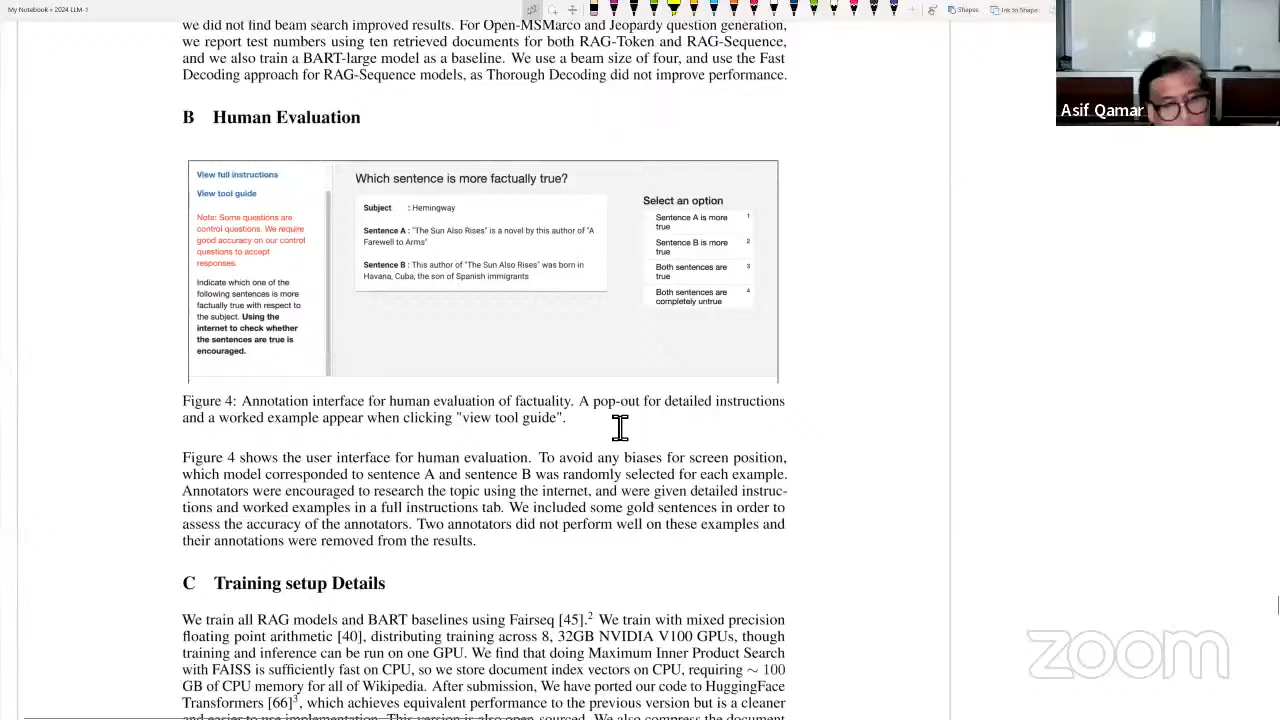 My Notebook » 2024 LLM-1
Shapes
Ink to Shape
Asif Qamar
we did not find beam search improved results. For Open-MSMarco and Jeopardy question generation,
we report test numbers using ten retrieved documents for both RAG-Token and RAG-Sequence,
and we also train a BART-large model as a baseline. We use a beam size of four, and use the Fast
Decoding approach for RAG-Sequence models, as Thorough Decoding did not improve performance.
B Human Evaluation
View full instructions
View tool guide
Note: Some questions are
control questions. We require
good accuracy on our control
questions to accept
responses.
Indicate which one of the
following sentences is more
factually true with respect to
the subject. Using the
internet to check whether
the sentences are true is
encouraged.
Which sentence is more factually true?
Subject : Hemingway
Sentence A : "The Sun Also Rises" is a novel by this author of "A
Farewell to Arms"
Sentence B : This author of "The Sun Also Rises" was born in
Havana, Cuba, the son of Spanish immigrants
Select an option
Sentence A is more 1
true
Sentence B is more 2
true
Both sentences are 3
true
Both sentences are 4
completely untrue
Figure 4: Annotation interface for human evaluation of factuality. A pop-out for detailed instructions
and a worked example appear when clicking "view tool guide".
Figure 4 shows the user interface for human evaluation. To avoid any biases for screen position,
which model corresponded to sentence A and sentence B was randomly selected for each example.
Annotators were encouraged to research the topic using the internet, and were given detailed instruc-
tions and worked examples in a full instructions tab. We included some gold sentences in order to
assess the accuracy of the annotators. Two annotators did not perform well on these examples and
their annotations were removed from the results.
C Training setup Details
We train all RAG models and BART baselines using Fairseq [45].² We train with mixed precision
floating point arithmetic [40], distributing training across 8, 32GB NVIDIA V100 GPUs, though
training and inference can be run on one GPU. We find that doing Maximum Inner Product Search
with FAISS is sufficiently fast on CPU, so we store document index vectors on CPU, requiring ∼ 100
GB of CPU memory for all of Wikipedia. After submission, We have ported our code to HuggingFace
Transformers [66]³, which achieves equivalent performance to the previous version but is a cleaner
and easier to use implementation. This version is also open-sourced. We also compress the document
zoom